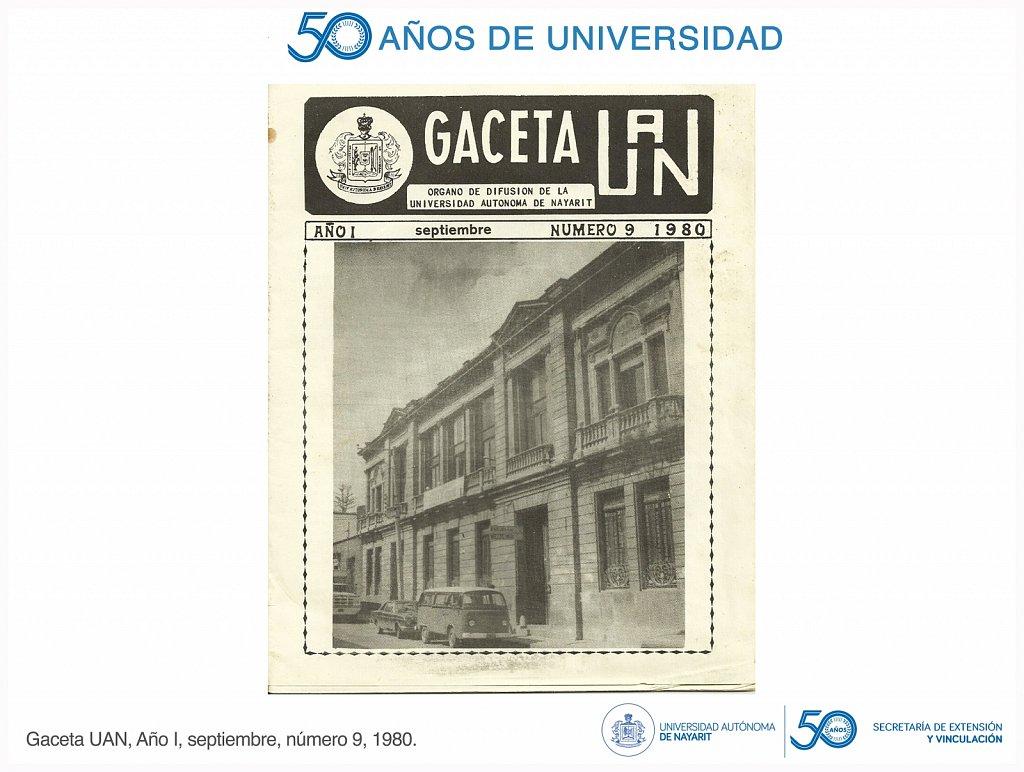 50 AÑOS DE UNIVERSIDAD
GACETA UAN
ORGANO DE DIFUSION DE LA
UNIVERSIDAD AUTONOMA DE NAYARIT
AÑO I septiembre NUMERO 9 1980
Gaceta UAN, Año I, septiembre, número 9, 1980.
UNIVERSIDAD AUTÓNOMA
DE NAYARIT
50 AÑOS
SECRETARÍA DE EXTENSIÓN
Y VINCULACIÓN